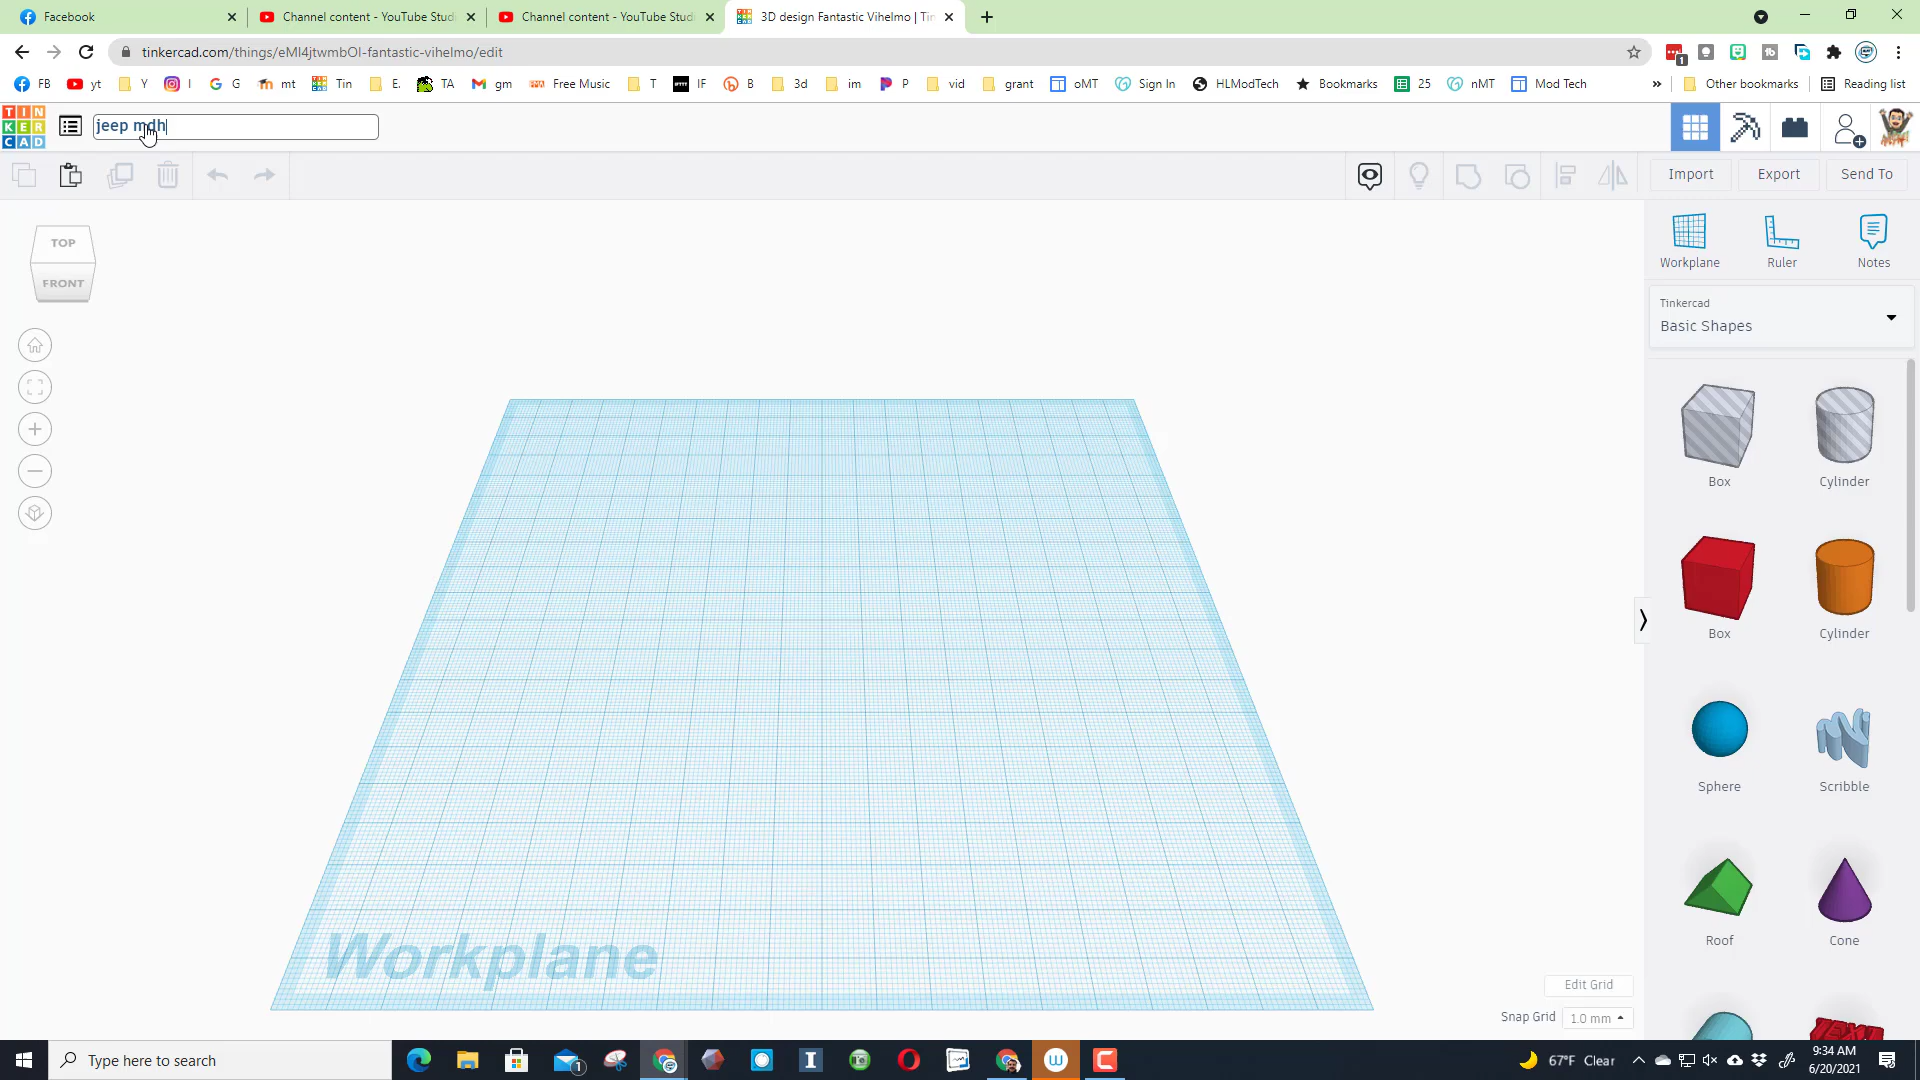 Facebook
Channel content - YouTube Studi
Channel content - YouTube Studi
3D design Fantastic Vihelmo | Tin
tinkercad.com/things/eMl4jtwmbOl-fantastic-vihelmo/edit
1
FB yt Y I G G mt Tin E. TA gm Free Music T IF B 3d im P vid grant oMT Sign In HLModTech Bookmarks 25 nMT Mod Tech » Other bookmarks Reading list
TIN
KER
CAD
jeep mdh
Import Export Send To
TOP
FRONT
Workplane Ruler Notes
Tinkercad
Basic Shapes
Box Cylinder
Box Cylinder
Sphere Scribble
Roof Cone
TEXT
Workplane
Edit Grid
Snap Grid 1.0 mm
Type here to search
1
67°F Clear
9:34 AM
6/20/2021